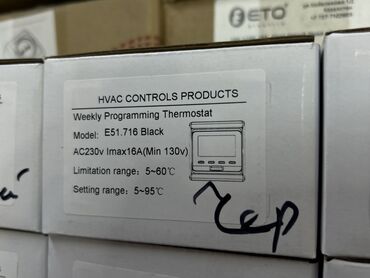 ETO
HVAC CONTROLS PRODUCTS
Weekly Programming Thermostat
Model: E51.716 Black
AC230v Imax16A(Min 130v)
Limitation range: 5~60℃
Setting range: 5~95℃
чер